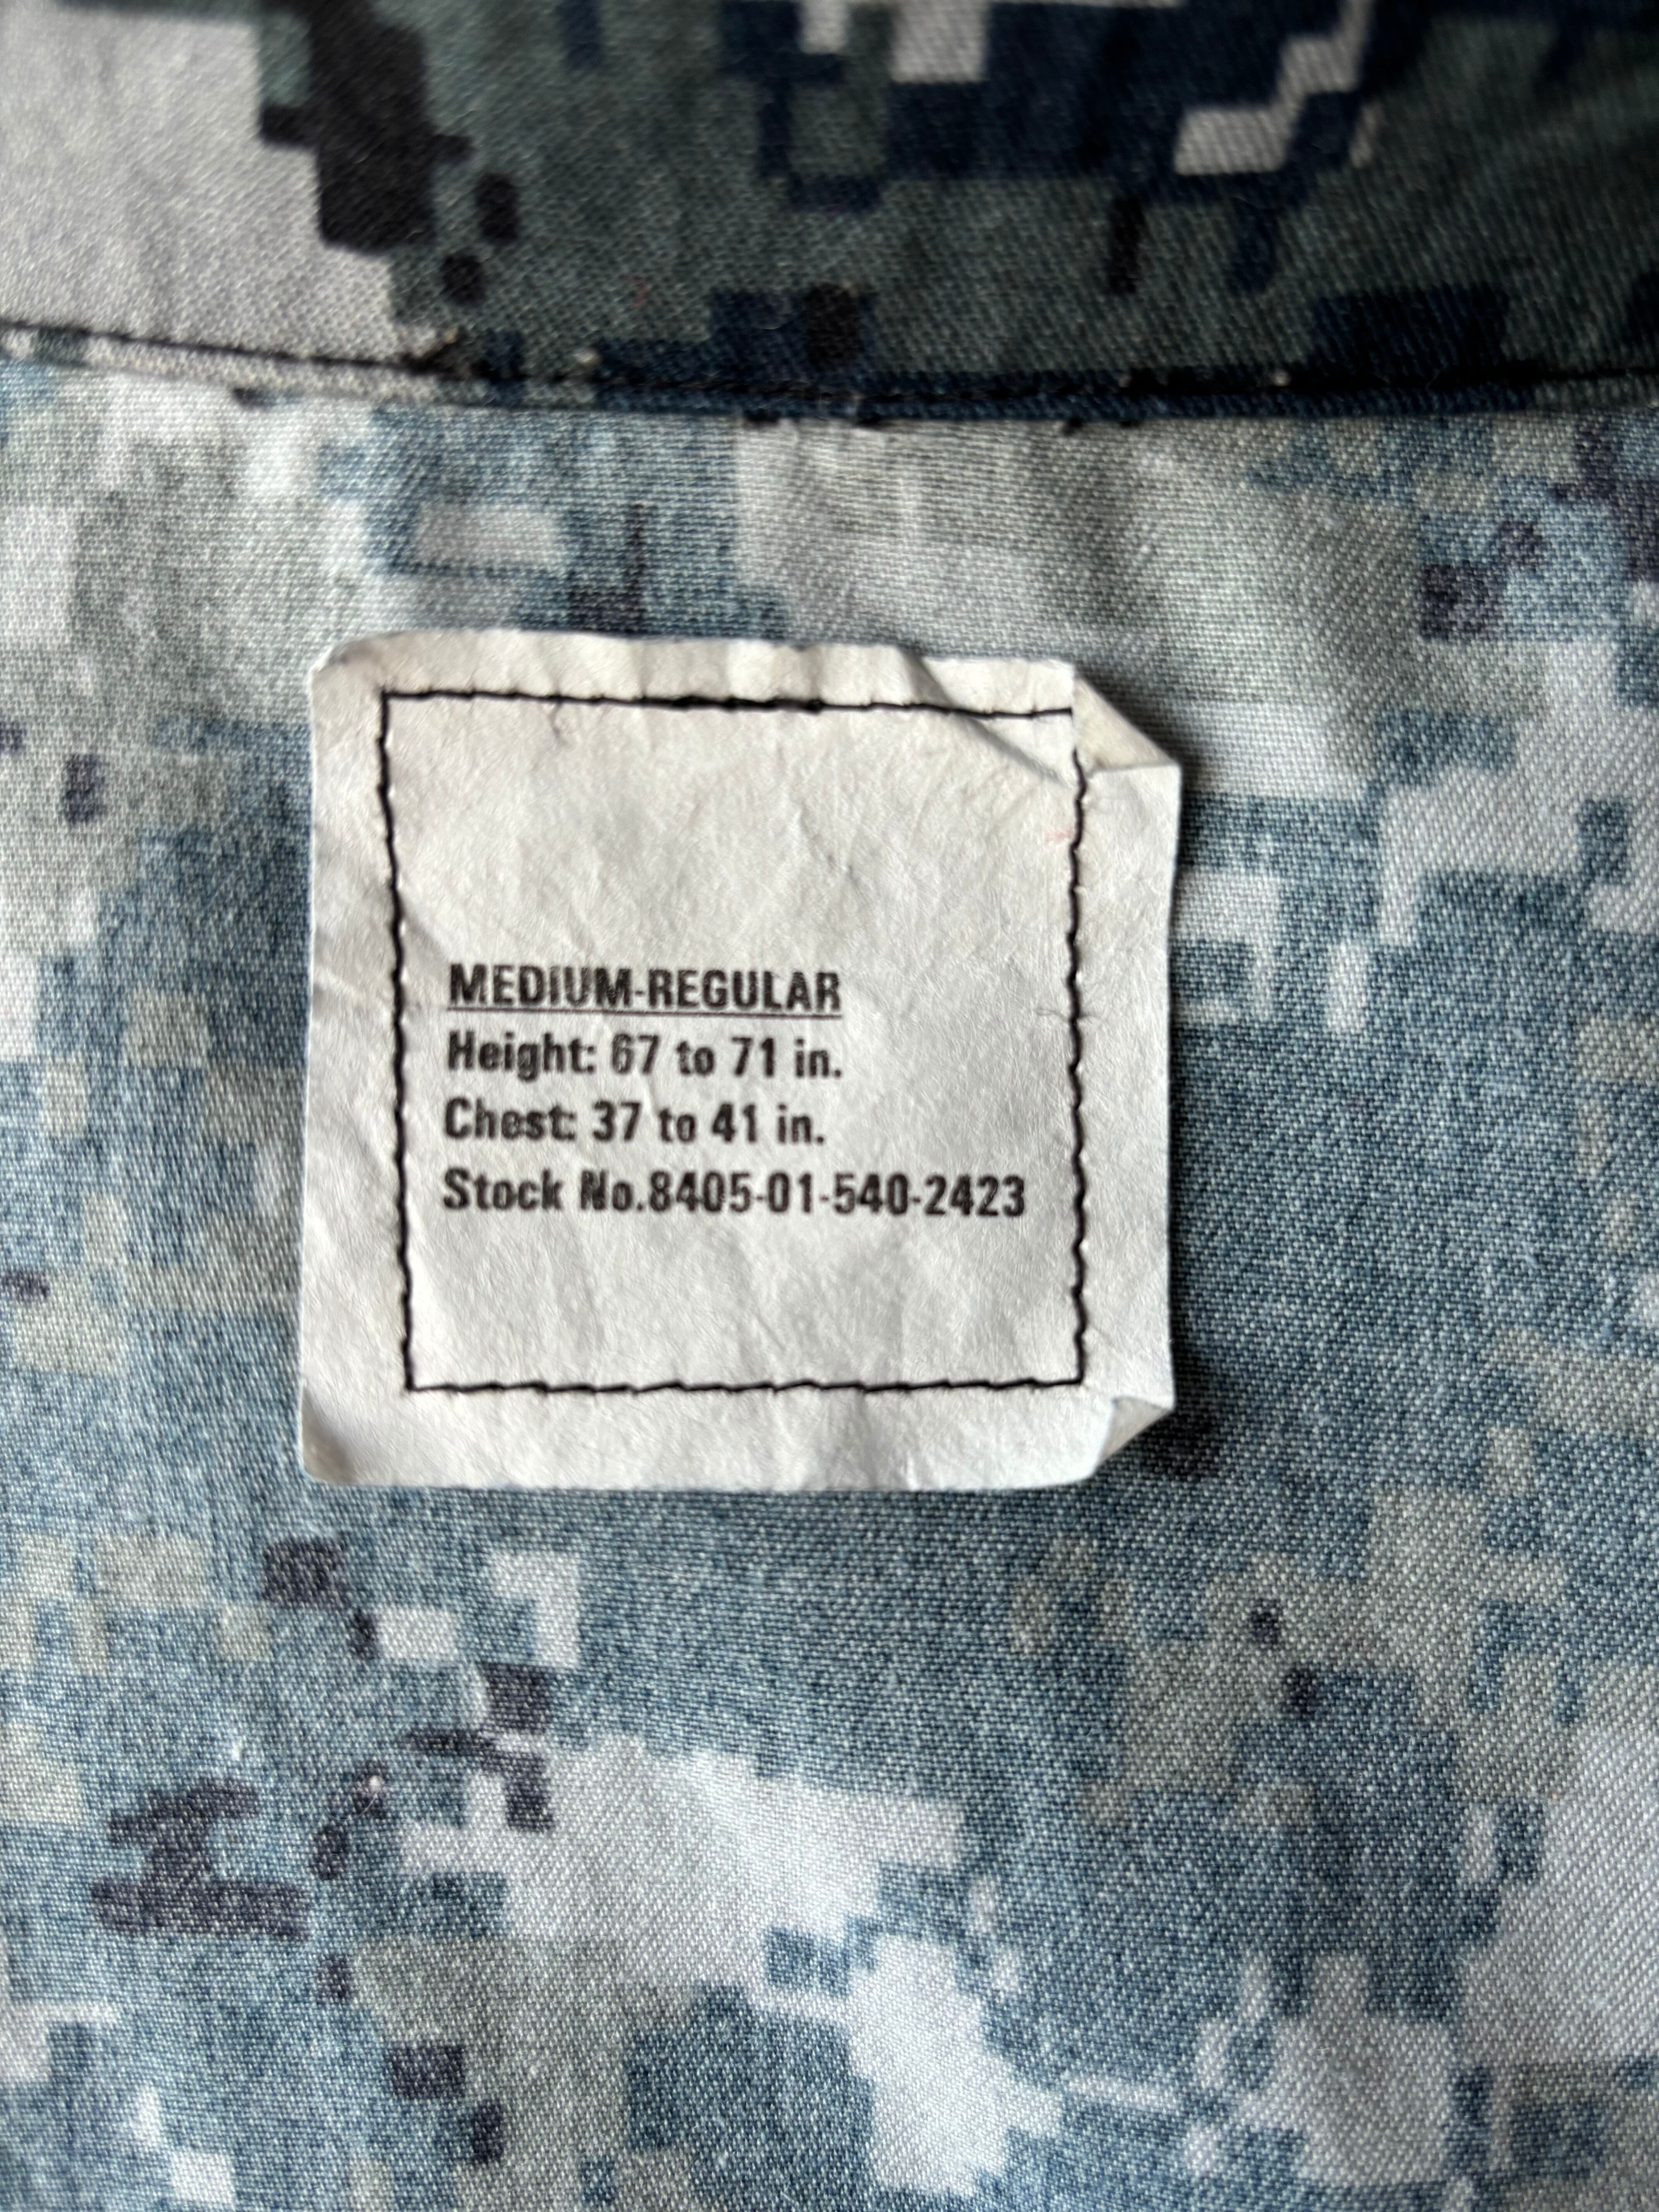 MEDIUM-REGULAR
Height: 67 to 71 in.
Chest: 37 to 41 in.
Stock No.8405-01-540-2423